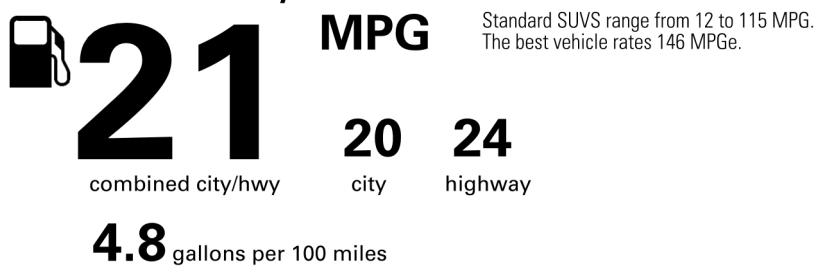 21 MPG
Standard SUVS range from 12 to 115 MPG.
The best vehicle rates 146 MPGe.
20 24
combined city/hwy city highway
4.8 gallons per 100 miles